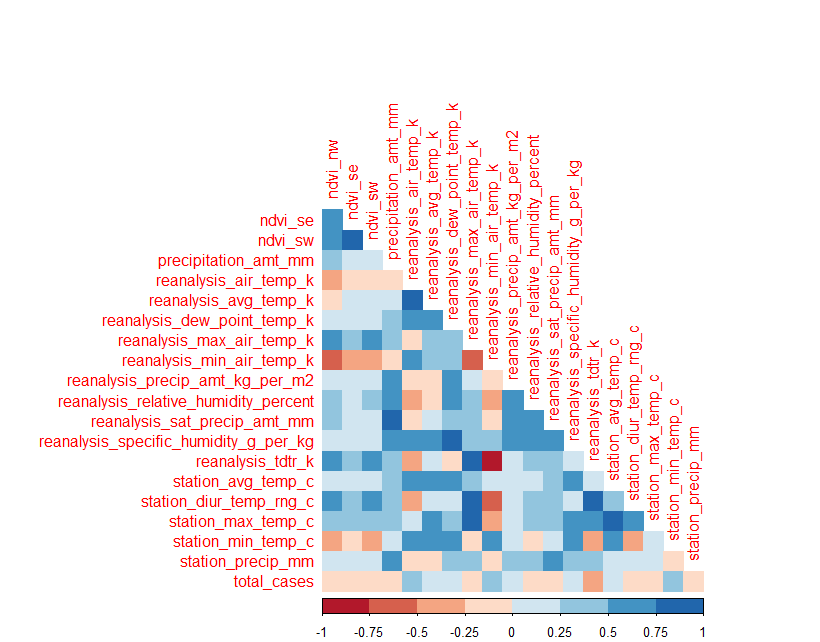 ndvi_nw
ndvi_se
ndvi_sw
precipitation_amt_mm
reanalysis_air_temp_k
reanalysis_avg_temp_k
reanalysis_dew_point_temp_k
reanalysis_max_air_temp_k
reanalysis_min_air_temp_k
reanalysis_precip_amt_kg_per_m2
reanalysis_relative_humidity_percent
reanalysis_sat_precip_amt_mm
reanalysis_specific_humidity_g_per_kg
reanalysis_tdtr_k
station_avg_temp_c
station_diur_temp_rng_c
station_max_temp_c
station_min_temp_c
station_precip_mm
ndvi_se
ndvi_sw
precipitation_amt_mm
reanalysis_air_temp_k
reanalysis_avg_temp_k
reanalysis_dew_point_temp_k
reanalysis_max_air_temp_k
reanalysis_min_air_temp_k
reanalysis_precip_amt_kg_per_m2
reanalysis_relative_humidity_percent
reanalysis_sat_precip_amt_mm
reanalysis_specific_humidity_g_per_kg
reanalysis_tdtr_k
station_avg_temp_c
station_diur_temp_rng_c
station_max_temp_c
station_min_temp_c
station_precip_mm
total_cases
-1 -0.75 -0.5 -0.25 0 0.25 0.5 0.75 1